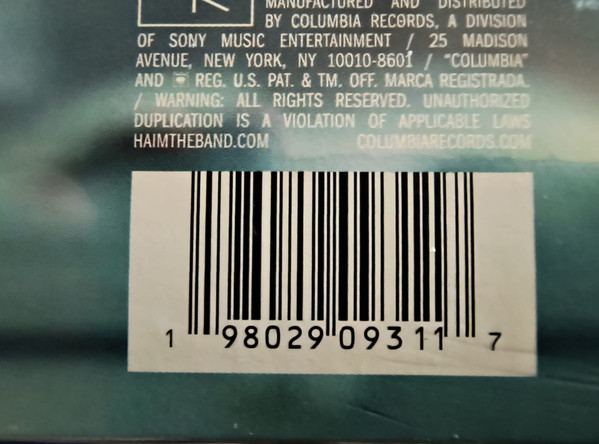 MANUFACTURED AND DISTRIBUTED
BY COLUMBIA RECORDS, A DIVISION
OF SONY MUSIC ENTERTAINMENT / 25 MADISON
AVENUE, NEW YORK, NY 10010-8601 / "COLUMBIA"
AND REG. U.S. PAT. & TM. OFF. MARCA REGISTRADA.
/ WARNING: ALL RIGHTS RESERVED. UNAUTHORIZED
DUPLICATION IS A VIOLATION OF APPLICABLE LAWS
HAIMTHEBAND.COM COLUMBIARECORDS.COM
1 98029 09311 7